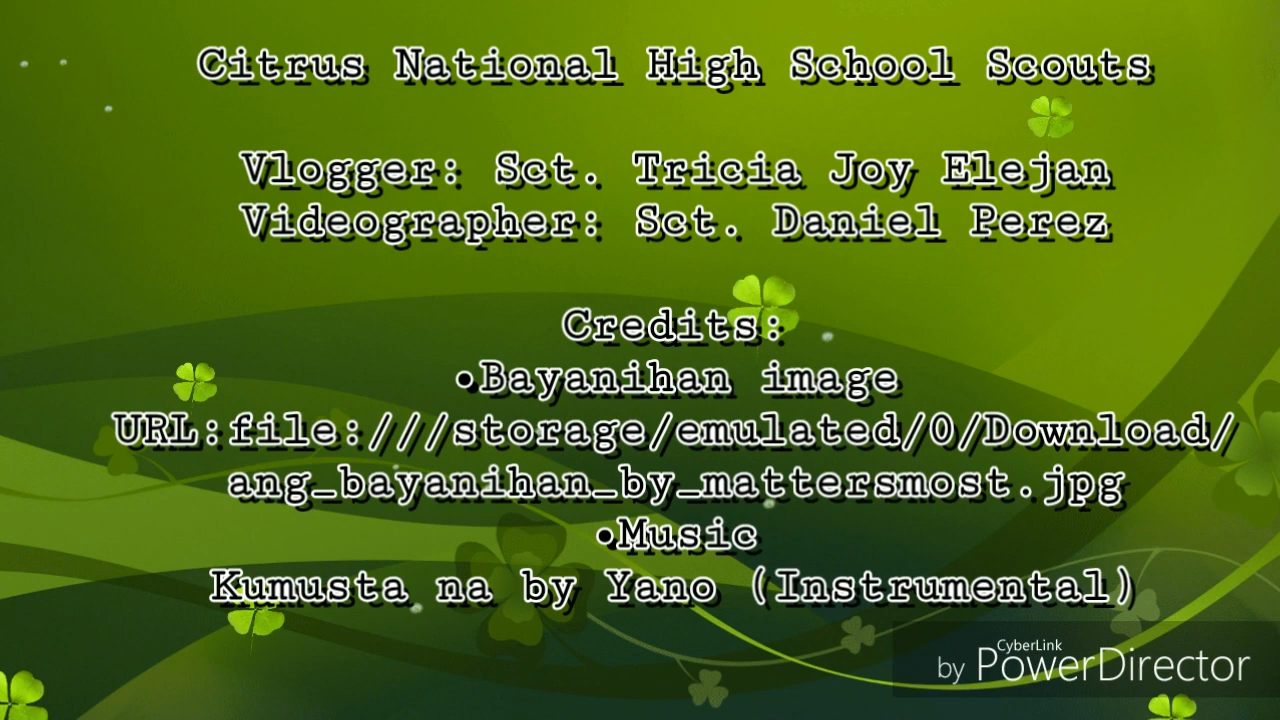 Citrus National High School Scouts
Vlogger: Sct. Tricia Joy Elejan
Videographer: Sct. Daniel Perez
Credits:
•Bayanihan image
URL:file:///storage/emulated/0/Download/
ang_bayanihan_by_mattersmost.jpg
•Music
Kumusta na by Yano (Instrumental)
CyberLink
by PowerDirector